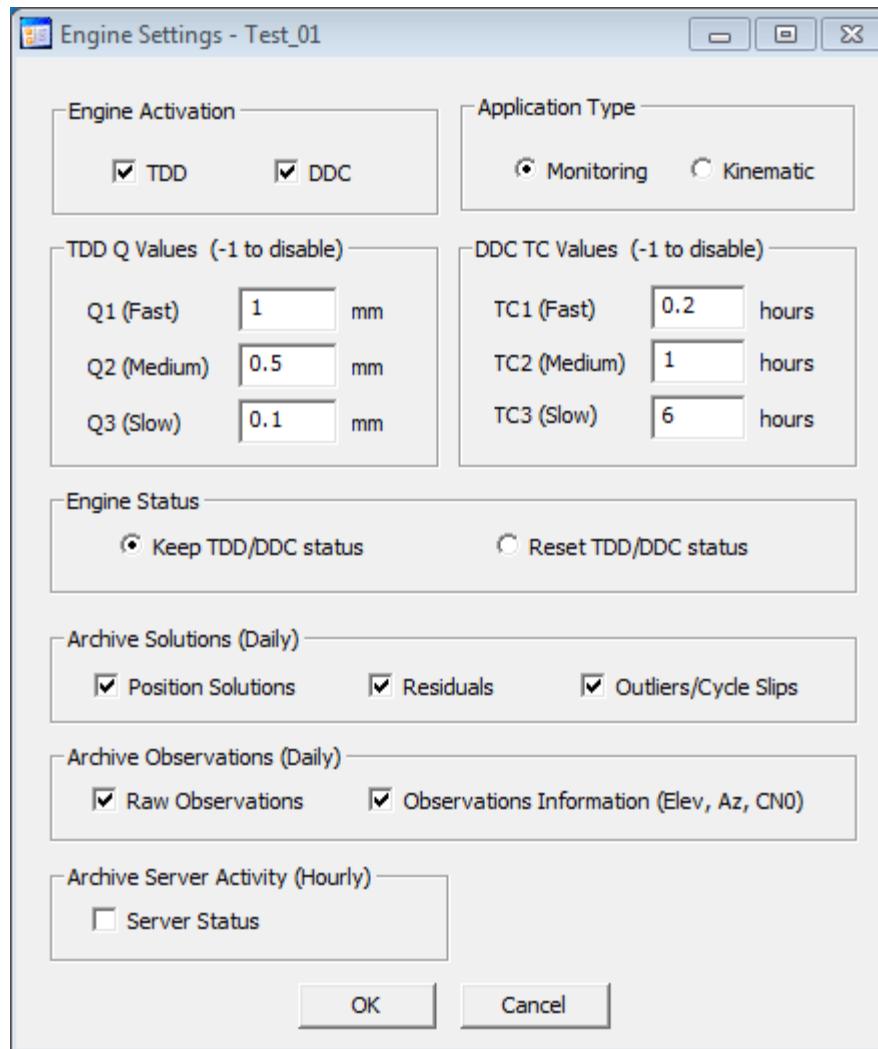 Engine Settings - Test_01
Engine Activation
TDD DDC
Application Type
Monitoring Kinematic
TDD Q Values (-1 to disable)
Q1 (Fast) 1 mm
Q2 (Medium) 0.5 mm
Q3 (Slow) 0.1 mm
DDC TC Values (-1 to disable)
TC1 (Fast) 0.2 hours
TC2 (Medium) 1 hours
TC3 (Slow) 6 hours
Engine Status
Keep TDD/DDC status Reset TDD/DDC status
Archive Solutions (Daily)
Position Solutions Residuals Outliers/Cycle Slips
Archive Observations (Daily)
Raw Observations Observations Information (Elev, Az, CN0)
Archive Server Activity (Hourly)
Server Status
OK Cancel